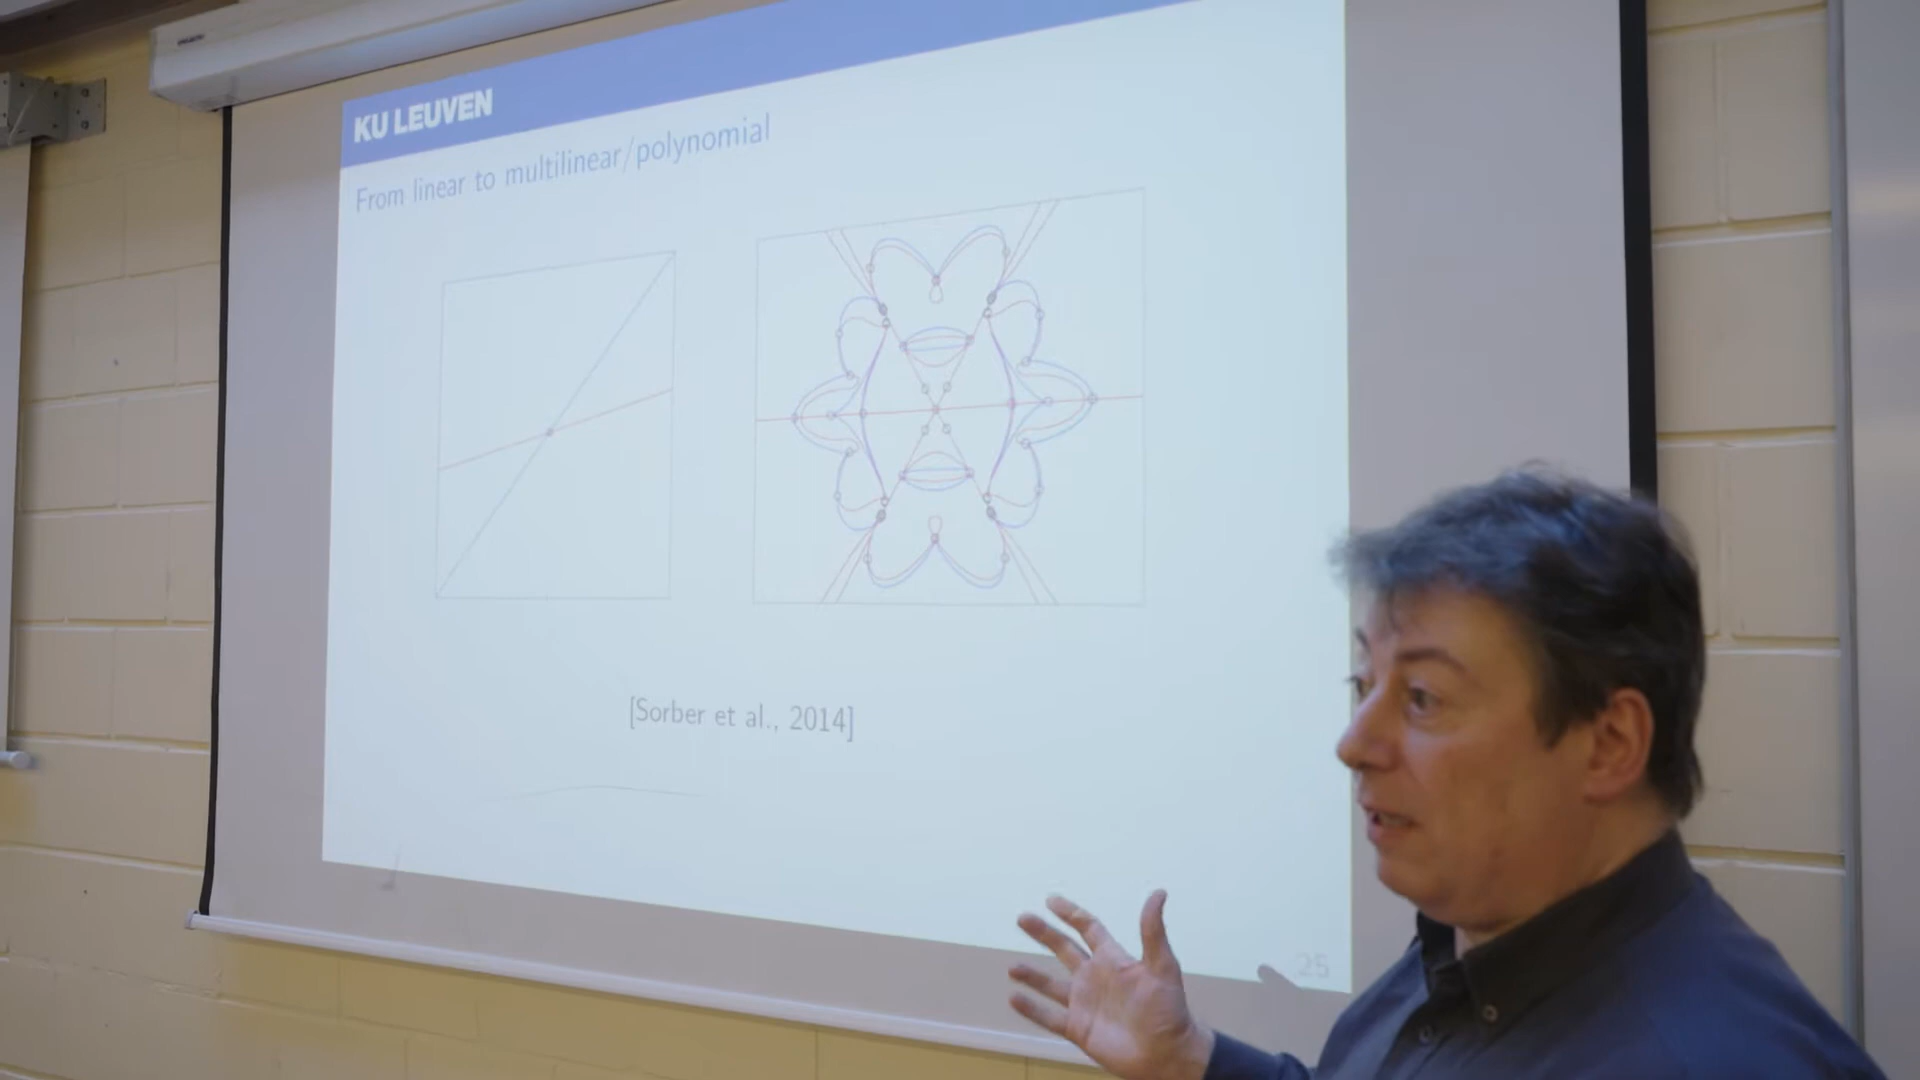 KU LEUVEN
From linear to multilinear/polynomial
[Sorber et al., 2014]
25